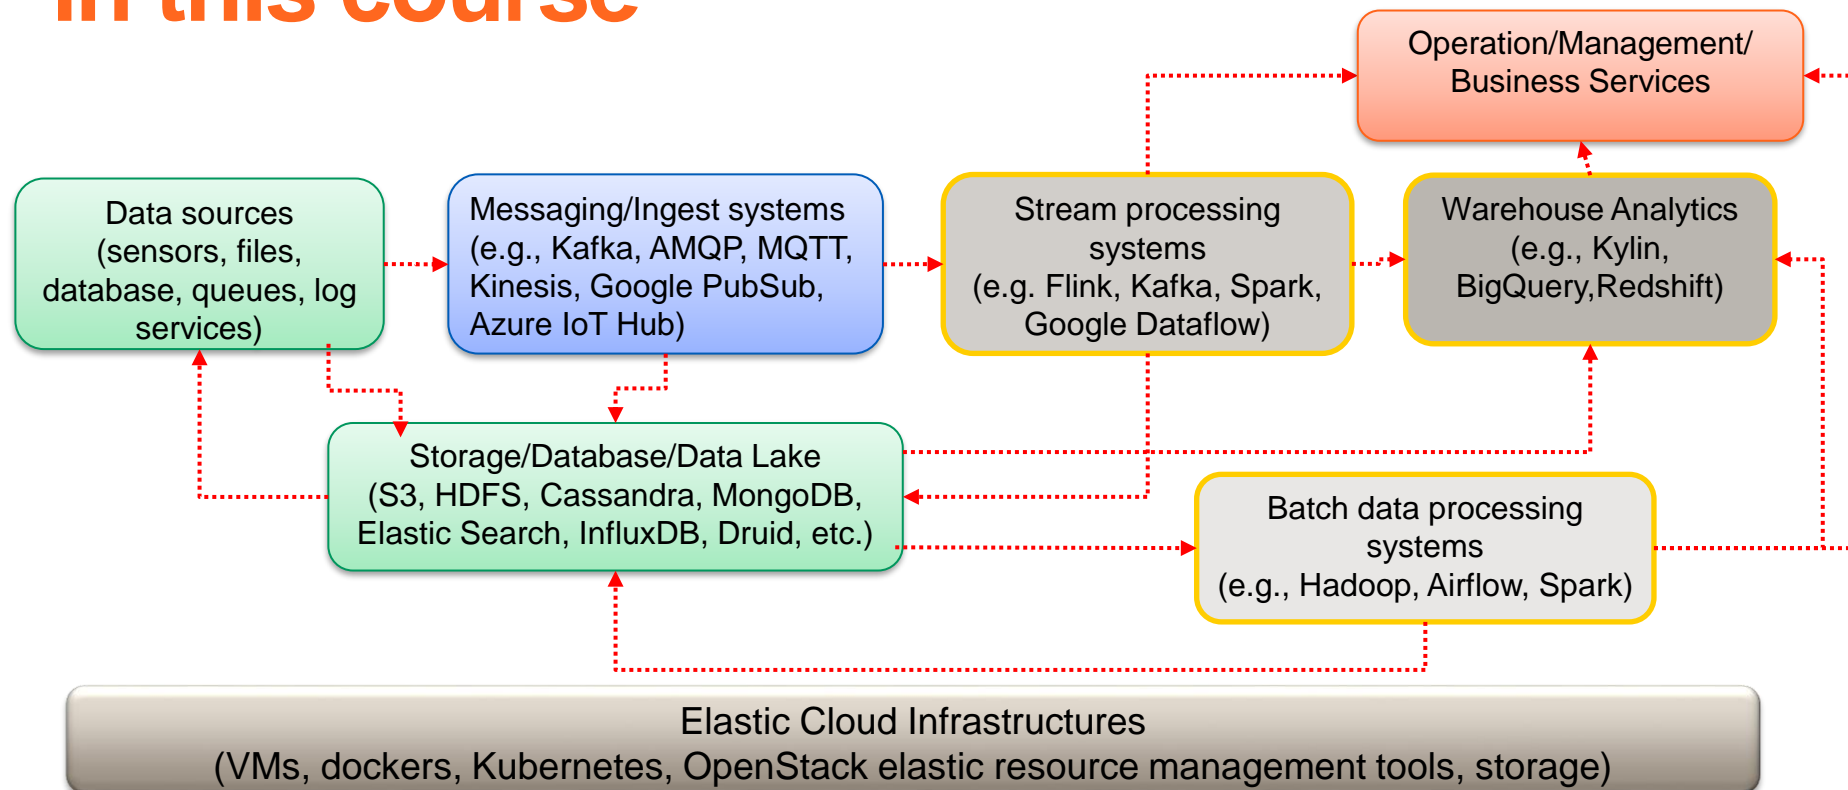 in this course
Operation/Management/
Business Services
Data sources
(sensors, files,
database, queues, log
services)
Messaging/Ingest systems
(e.g., Kafka, AMQP, MQTT,
Kinesis, Google PubSub,
Azure IoT Hub)
Stream processing
systems
(e.g. Flink, Kafka, Spark,
Google Dataflow)
Warehouse Analytics
(e.g., Kylin,
BigQuery,Redshift)
Storage/Database/Data Lake
(S3, HDFS, Cassandra, MongoDB,
Elastic Search, InfluxDB, Druid, etc.)
Batch data processing
systems
(e.g., Hadoop, Airflow, Spark)
Elastic Cloud Infrastructures
(VMs, dockers, Kubernetes, OpenStack elastic resource management tools, storage)